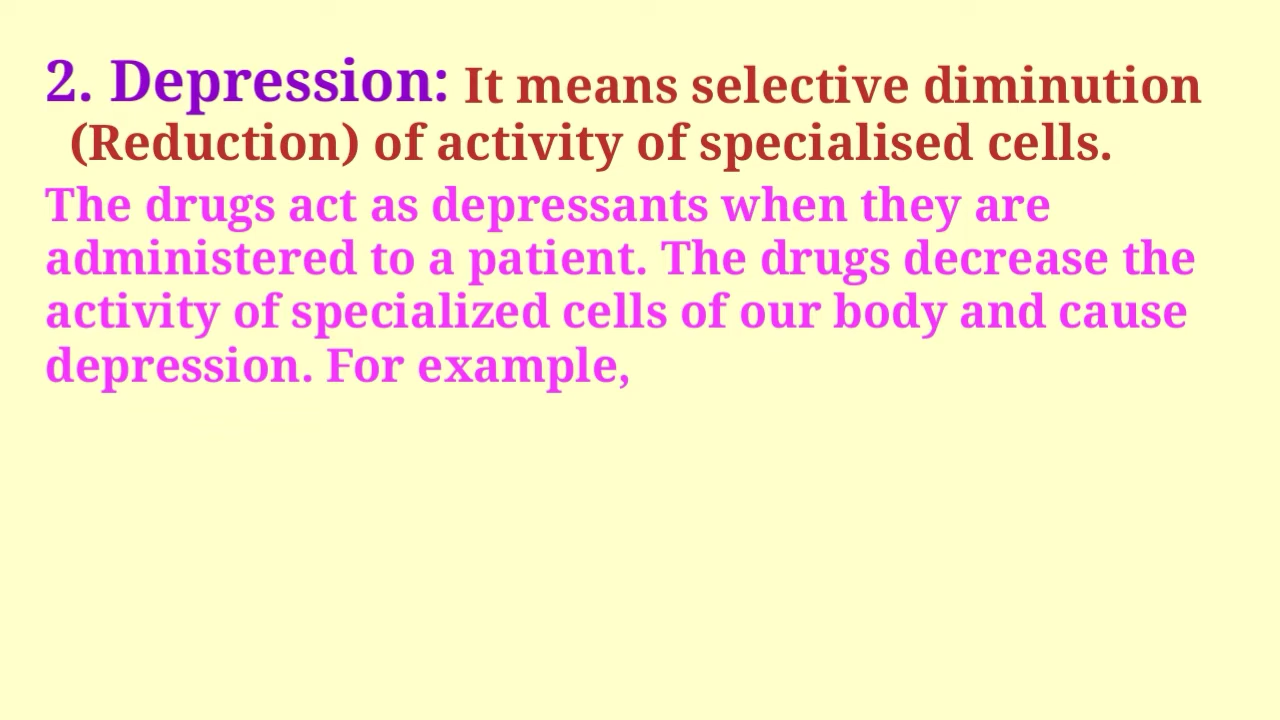 2. Depression: It means selective diminution
(Reduction) of activity of specialised cells.
The drugs act as depressants when they are
administered to a patient. The drugs decrease the
activity of specialized cells of our body and cause
depression. For example,